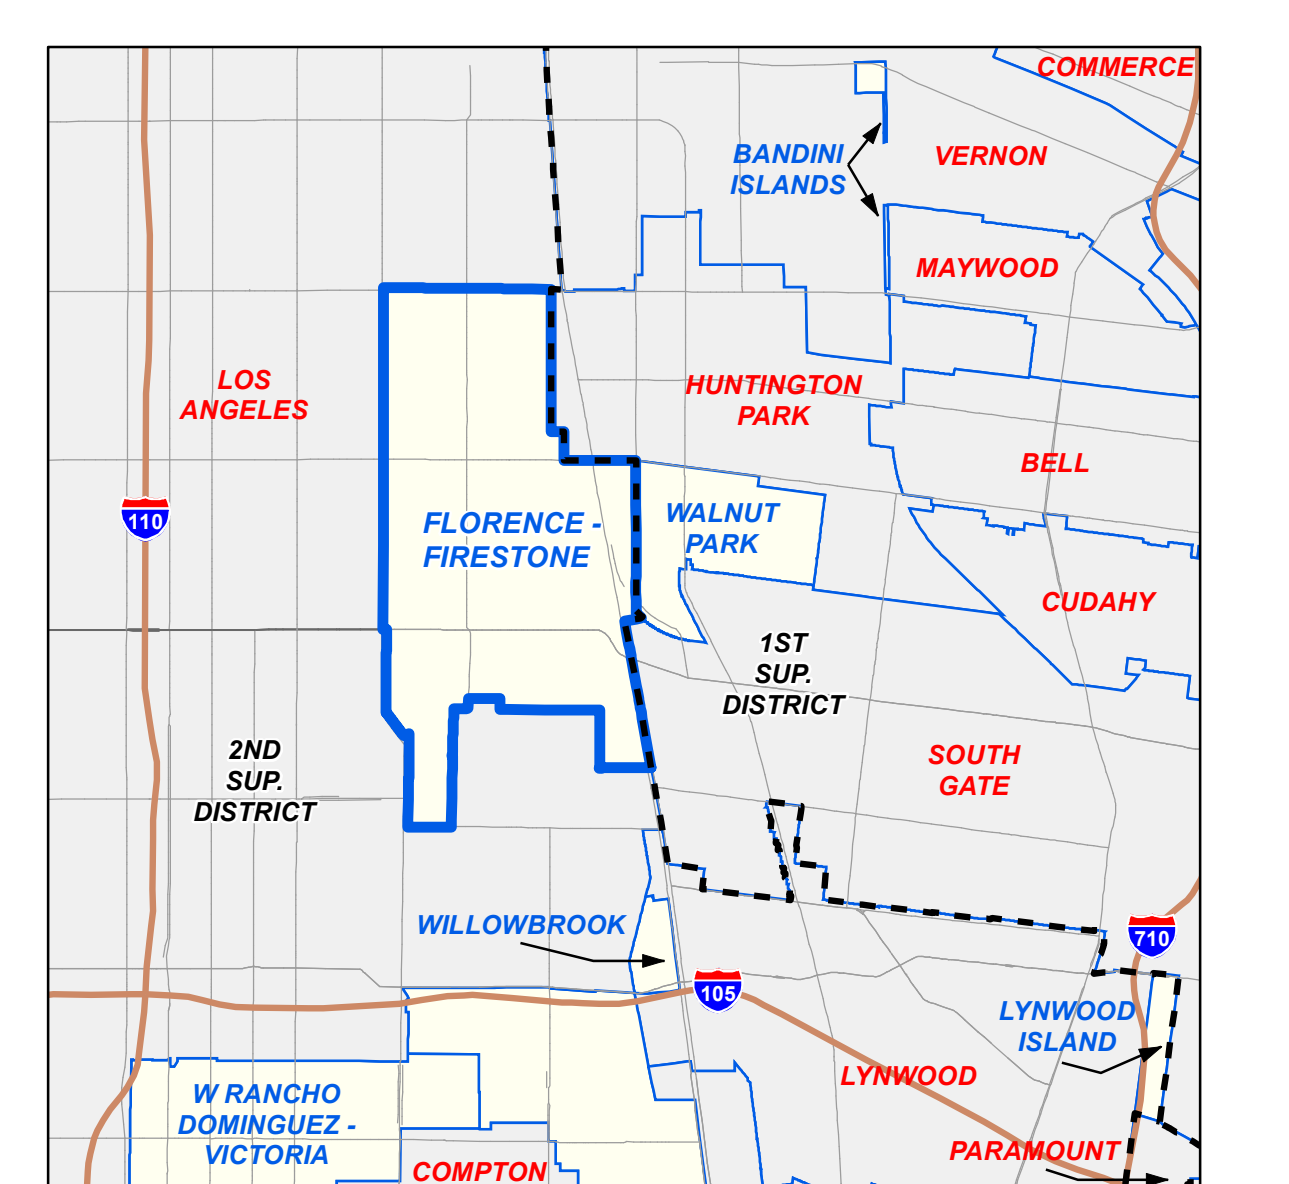 COMMERCE
BANDINI
ISLANDS
VERNON
MAYWOOD
LOS
ANGELES
HUNTINGTON
PARK
BELL
110
FLORENCE -
FIRESTONE
WALNUT
PARK
CUDAHY
1ST
SUP.
DISTRICT
2ND
SUP.
DISTRICT
SOUTH
GATE
WILLOWBROOK
710
105
LYNWOOD
ISLAND
LYNWOOD
W RANCHO
DOMINGUEZ -
VICTORIA
PARAMOUNT
COMPTON